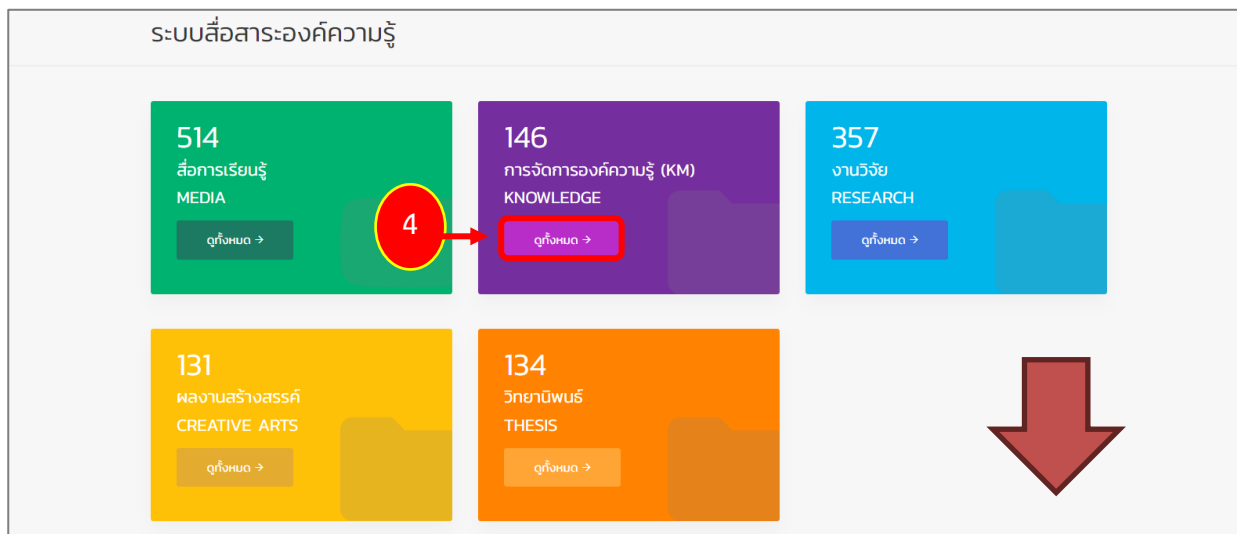 ระบบสื่อสาระองค์ความรู้
514
สื่อการเรียนรู้
MEDIA
ดูทั้งหมด →
4
146
การจัดการองค์ความรู้ (KM)
KNOWLEDGE
ดูทั้งหมด →
357
งานวิจัย
RESEARCH
ดูทั้งหมด →
131
ผลงานสร้างสรรค์
CREATIVE ARTS
ดูทั้งหมด →
134
วิทยานิพนธ์
THESIS
ดูทั้งหมด →